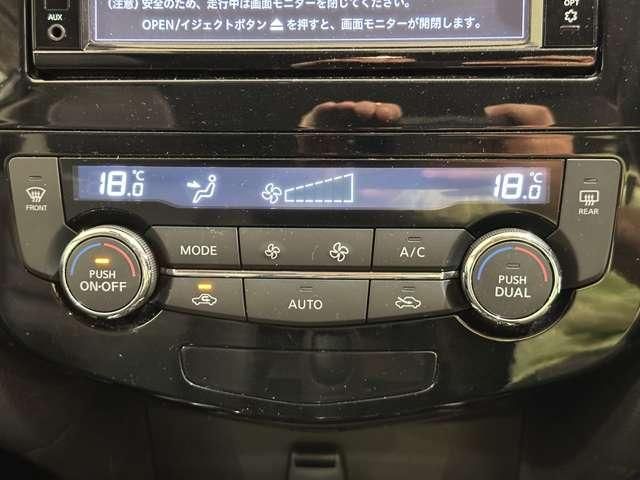 (注意) 安全のため、走行中は画面モニターを閉じてください。
OPEN/イジェクトボタン⏏を押すと、画面モニターが開閉します。
AUX
OPT
18.0℃
18.0℃
FRONT
REAR
PUSH
ON·OFF
MODE
A/C
PUSH
DUAL
AUTO